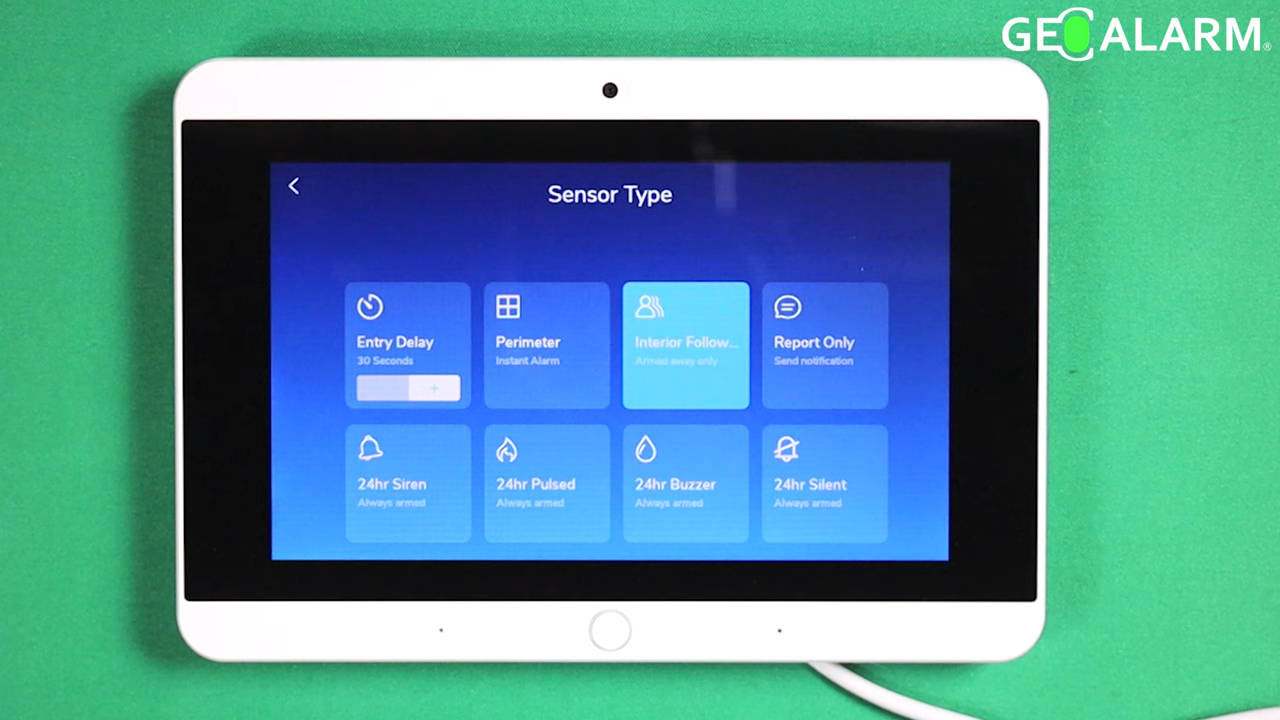 GEOALARM®
Sensor Type
Entry Delay
30 Seconds
+
Perimeter
Instant Alarm
Interior Follow...
Armed away only
Report Only
Send notification
24hr Siren
Always armed
24hr Pulsed
Always armed
24hr Buzzer
Always armed
24hr Silent
Always armed